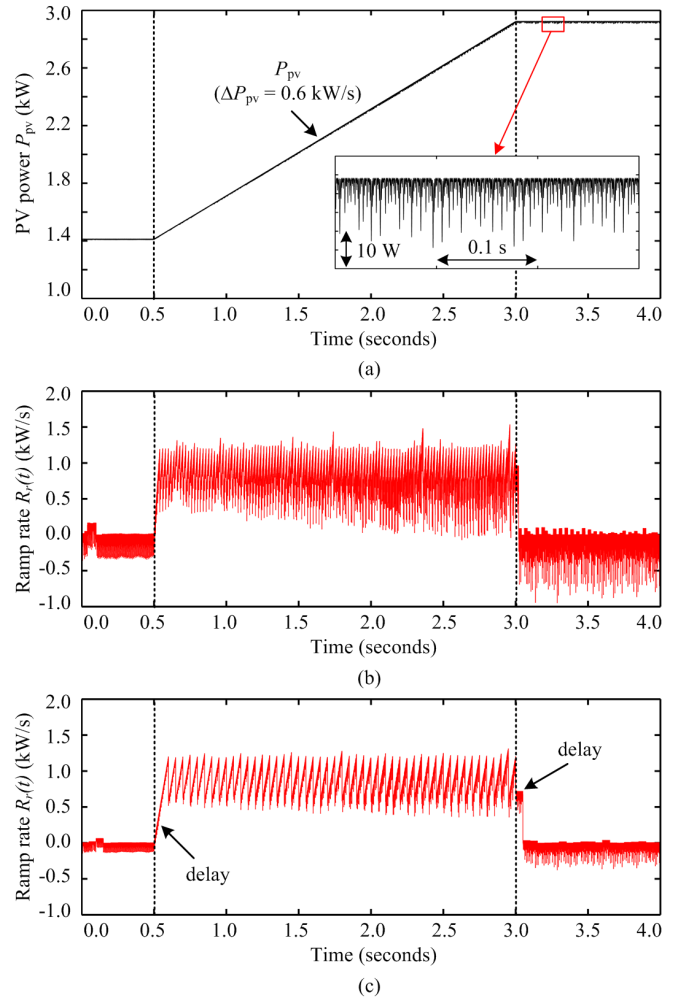 3.0
2.6
2.2
1.8
1.4
1.0
PV power Ppv (kW)
Ppv
(ΔPpv = 0.6 kW/s)
10 W
0.1 s
0.0 0.5 1.0 1.5 2.0 2.5 3.0 3.5 4.0
Time (seconds)
(a)
2.0
1.5
1.0
0.5
0.0
-0.5
-1.0
Ramp rate Rr(t) (kW/s)
0.0 0.5 1.0 1.5 2.0 2.5 3.0 3.5 4.0
Time (seconds)
(b)
2.0
1.5
1.0
0.5
0.0
-0.5
-1.0
Ramp rate Rr(t) (kW/s)
delay
delay
0.0 0.5 1.0 1.5 2.0 2.5 3.0 3.5 4.0
Time (seconds)
(c)